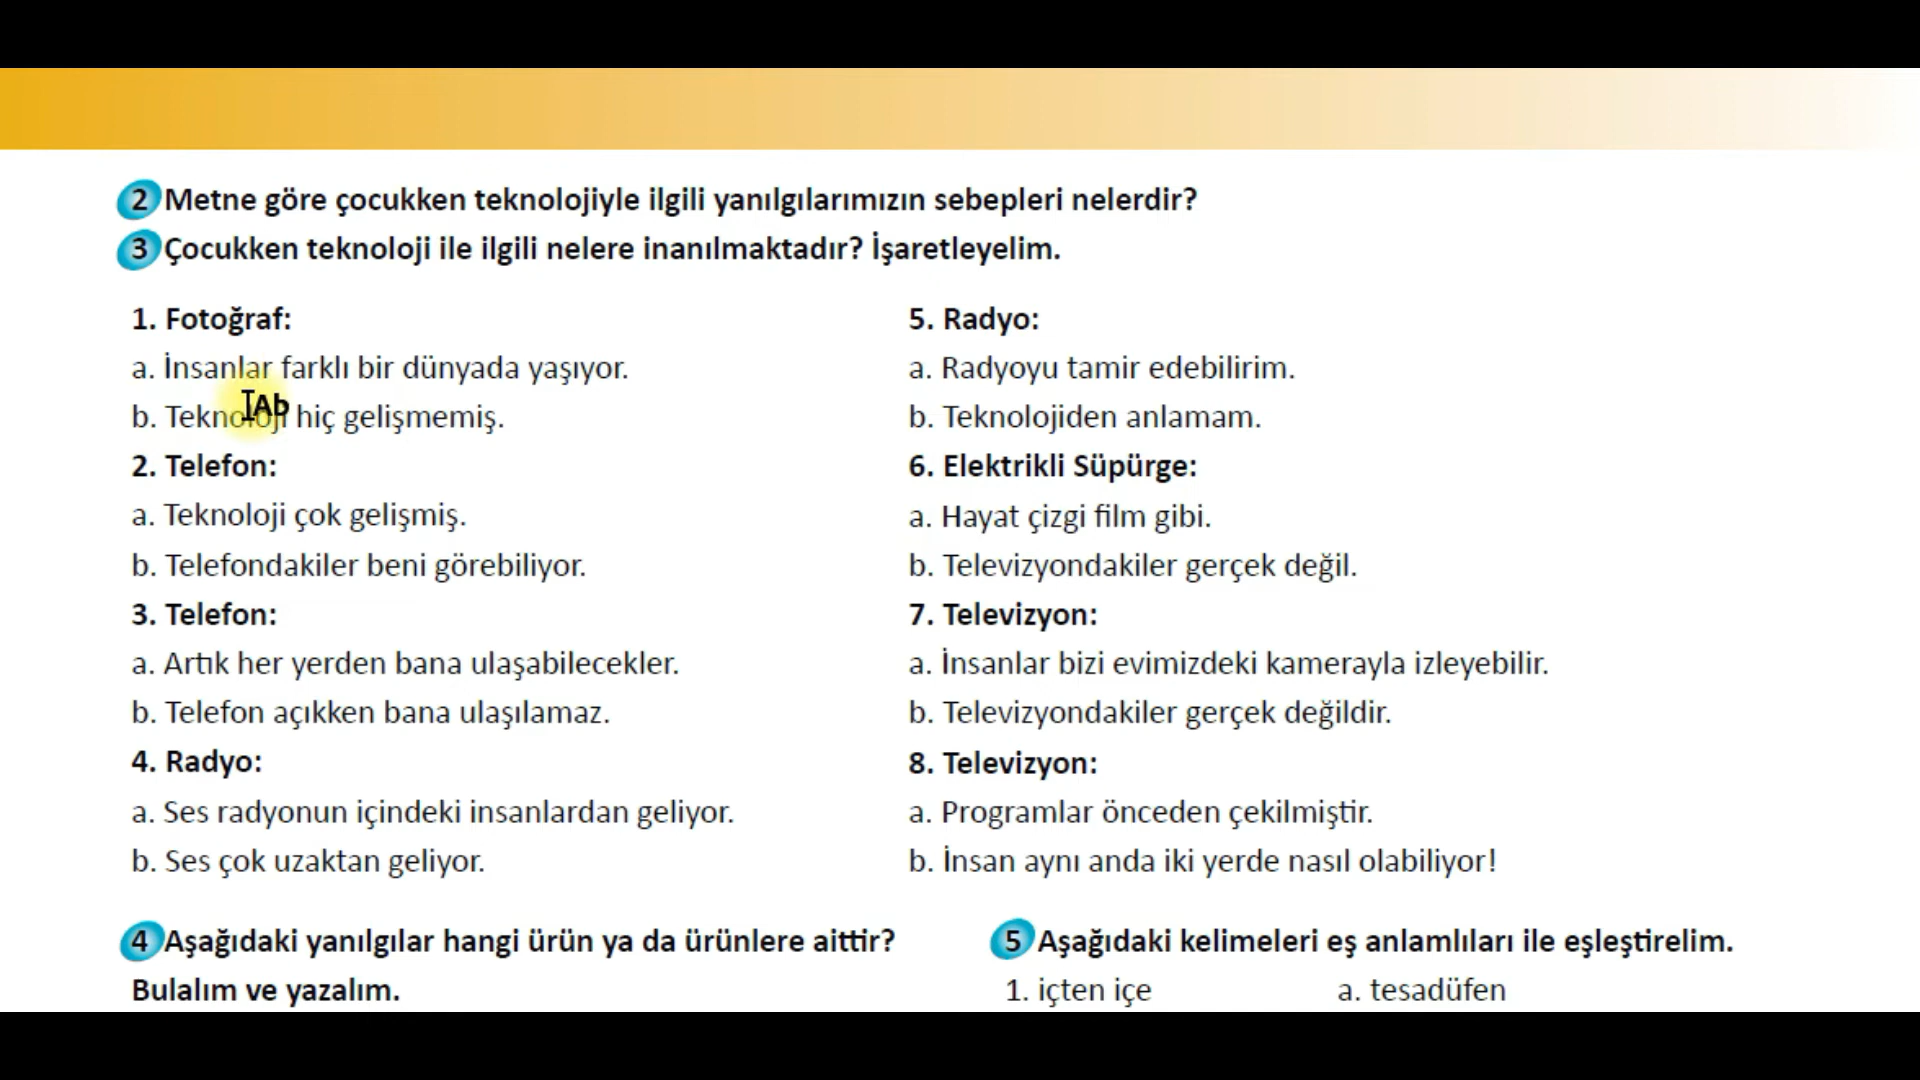 2 Metne göre çocukken teknolojiyle ilgili yanılgılarımızın sebepleri nelerdir?
3 Çocukken teknoloji ile ilgili nelere inanılmaktadır? İşaretleyelim.
1. Fotoğraf:
a. İnsanlar farklı bir dünyada yaşıyor.
Ab
b. Teknoloji hiç gelişmemiş.
2. Telefon:
a. Teknoloji çok gelişmiş.
b. Telefondakiler beni görebiliyor.
3. Telefon:
a. Artık her yerden bana ulaşabilecekler.
b. Telefon açıkken bana ulaşılamaz.
4. Radyo:
a. Ses radyonun içindeki insanlardan geliyor.
b. Ses çok uzaktan geliyor.
5. Radyo:
a. Radyoyu tamir edebilirim.
b. Teknolojiden anlamam.
6. Elektrikli Süpürge:
a. Hayat çizgi film gibi.
b. Televizyondakiler gerçek değil.
7. Televizyon:
a. İnsanlar bizi evimizdeki kamerayla izleyebilir.
b. Televizyondakiler gerçek değildir.
8. Televizyon:
a. Programlar önceden çekilmiştir.
b. İnsan aynı anda iki yerde nasıl olabiliyor!
4 Aşağıdaki yanılgılar hangi ürün ya da ürünlere aittir?
Bulalım ve yazalım.
5 Aşağıdaki kelimeleri eş anlamlıları ile eşleştirelim.
1. içten içe a. tesadüfen